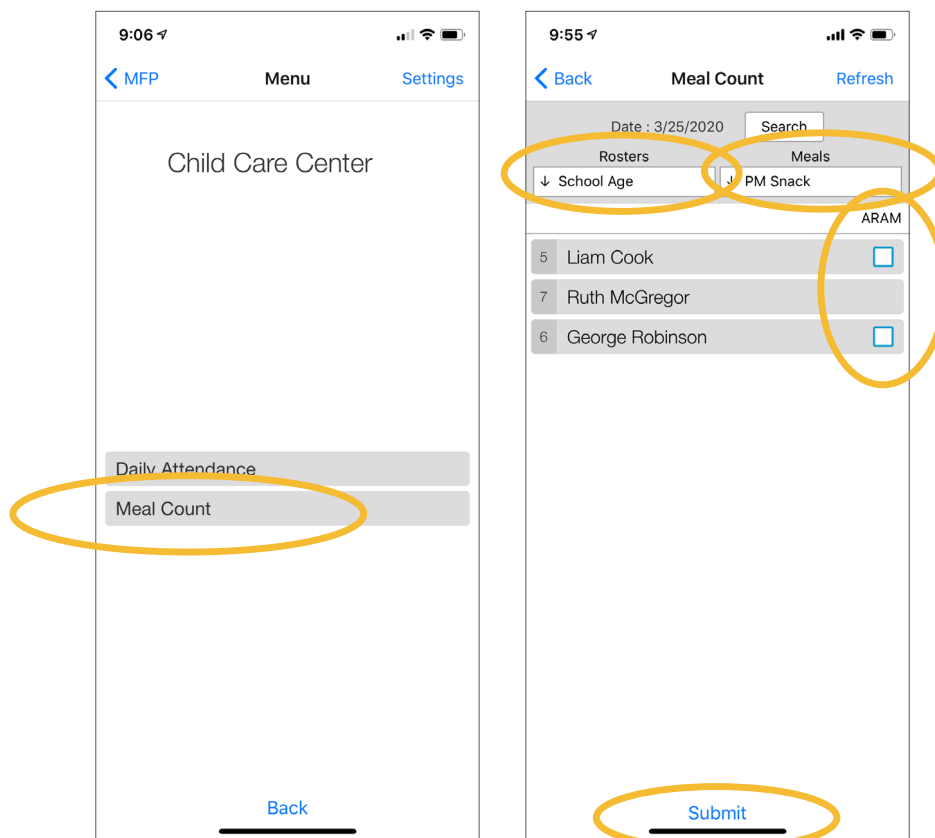 9:06
MFP Menu Settings
Child Care Center
Daily Attendance
Meal Count
Back
9:55
Back Meal Count Refresh
Date : 3/25/2020 Search
Rosters Meals
↓ School Age ↓ PM Snack
ARAM
5 Liam Cook
7 Ruth McGregor
6 George Robinson
Submit